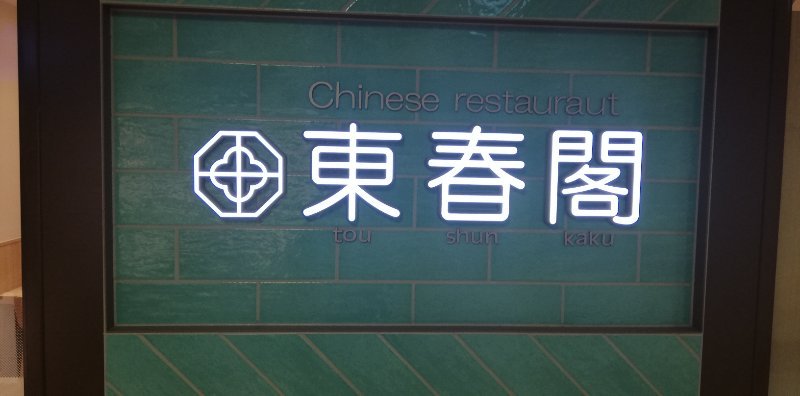 Chinese restauraut
東春閣
tou shun kaku